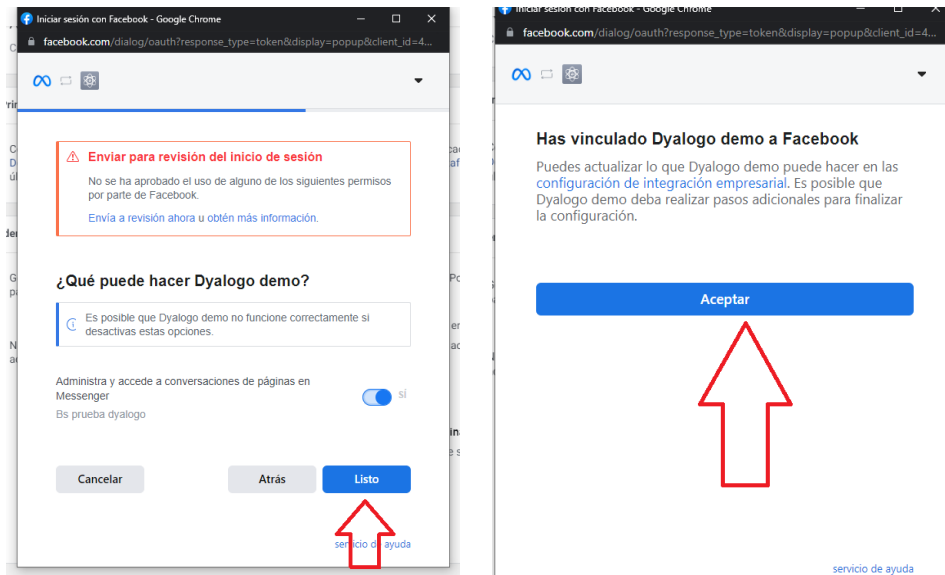 Iniciar sesión con Facebook - Google Chrome
facebook.com/dialog/oauth?response_type=token&display=popup&client_id=4...
Enviar para revisión del inicio de sesión
No se ha aprobado el uso de alguno de los siguientes permisos
por parte de Facebook.
Envía a revisión ahora u obtén más información.
¿Qué puede hacer Dyalogo demo?
Es posible que Dyalogo demo no funcione correctamente si
desactivas estas opciones.
Administra y accede a conversaciones de páginas en
Messenger
Sí
Bs prueba dyalogo
Cancelar
Atrás
Listo
servicio de ayuda
Iniciar sesión con Facebook - Google Chrome
facebook.com/dialog/oauth?response_type=token&display=popup&client_id=4...
Has vinculado Dyalogo demo a Facebook
Puedes actualizar lo que Dyalogo demo puede hacer en las
configuración de integración empresarial. Es posible que
Dyalogo demo deba realizar pasos adicionales para finalizar
la configuración.
Aceptar
servicio de ayuda